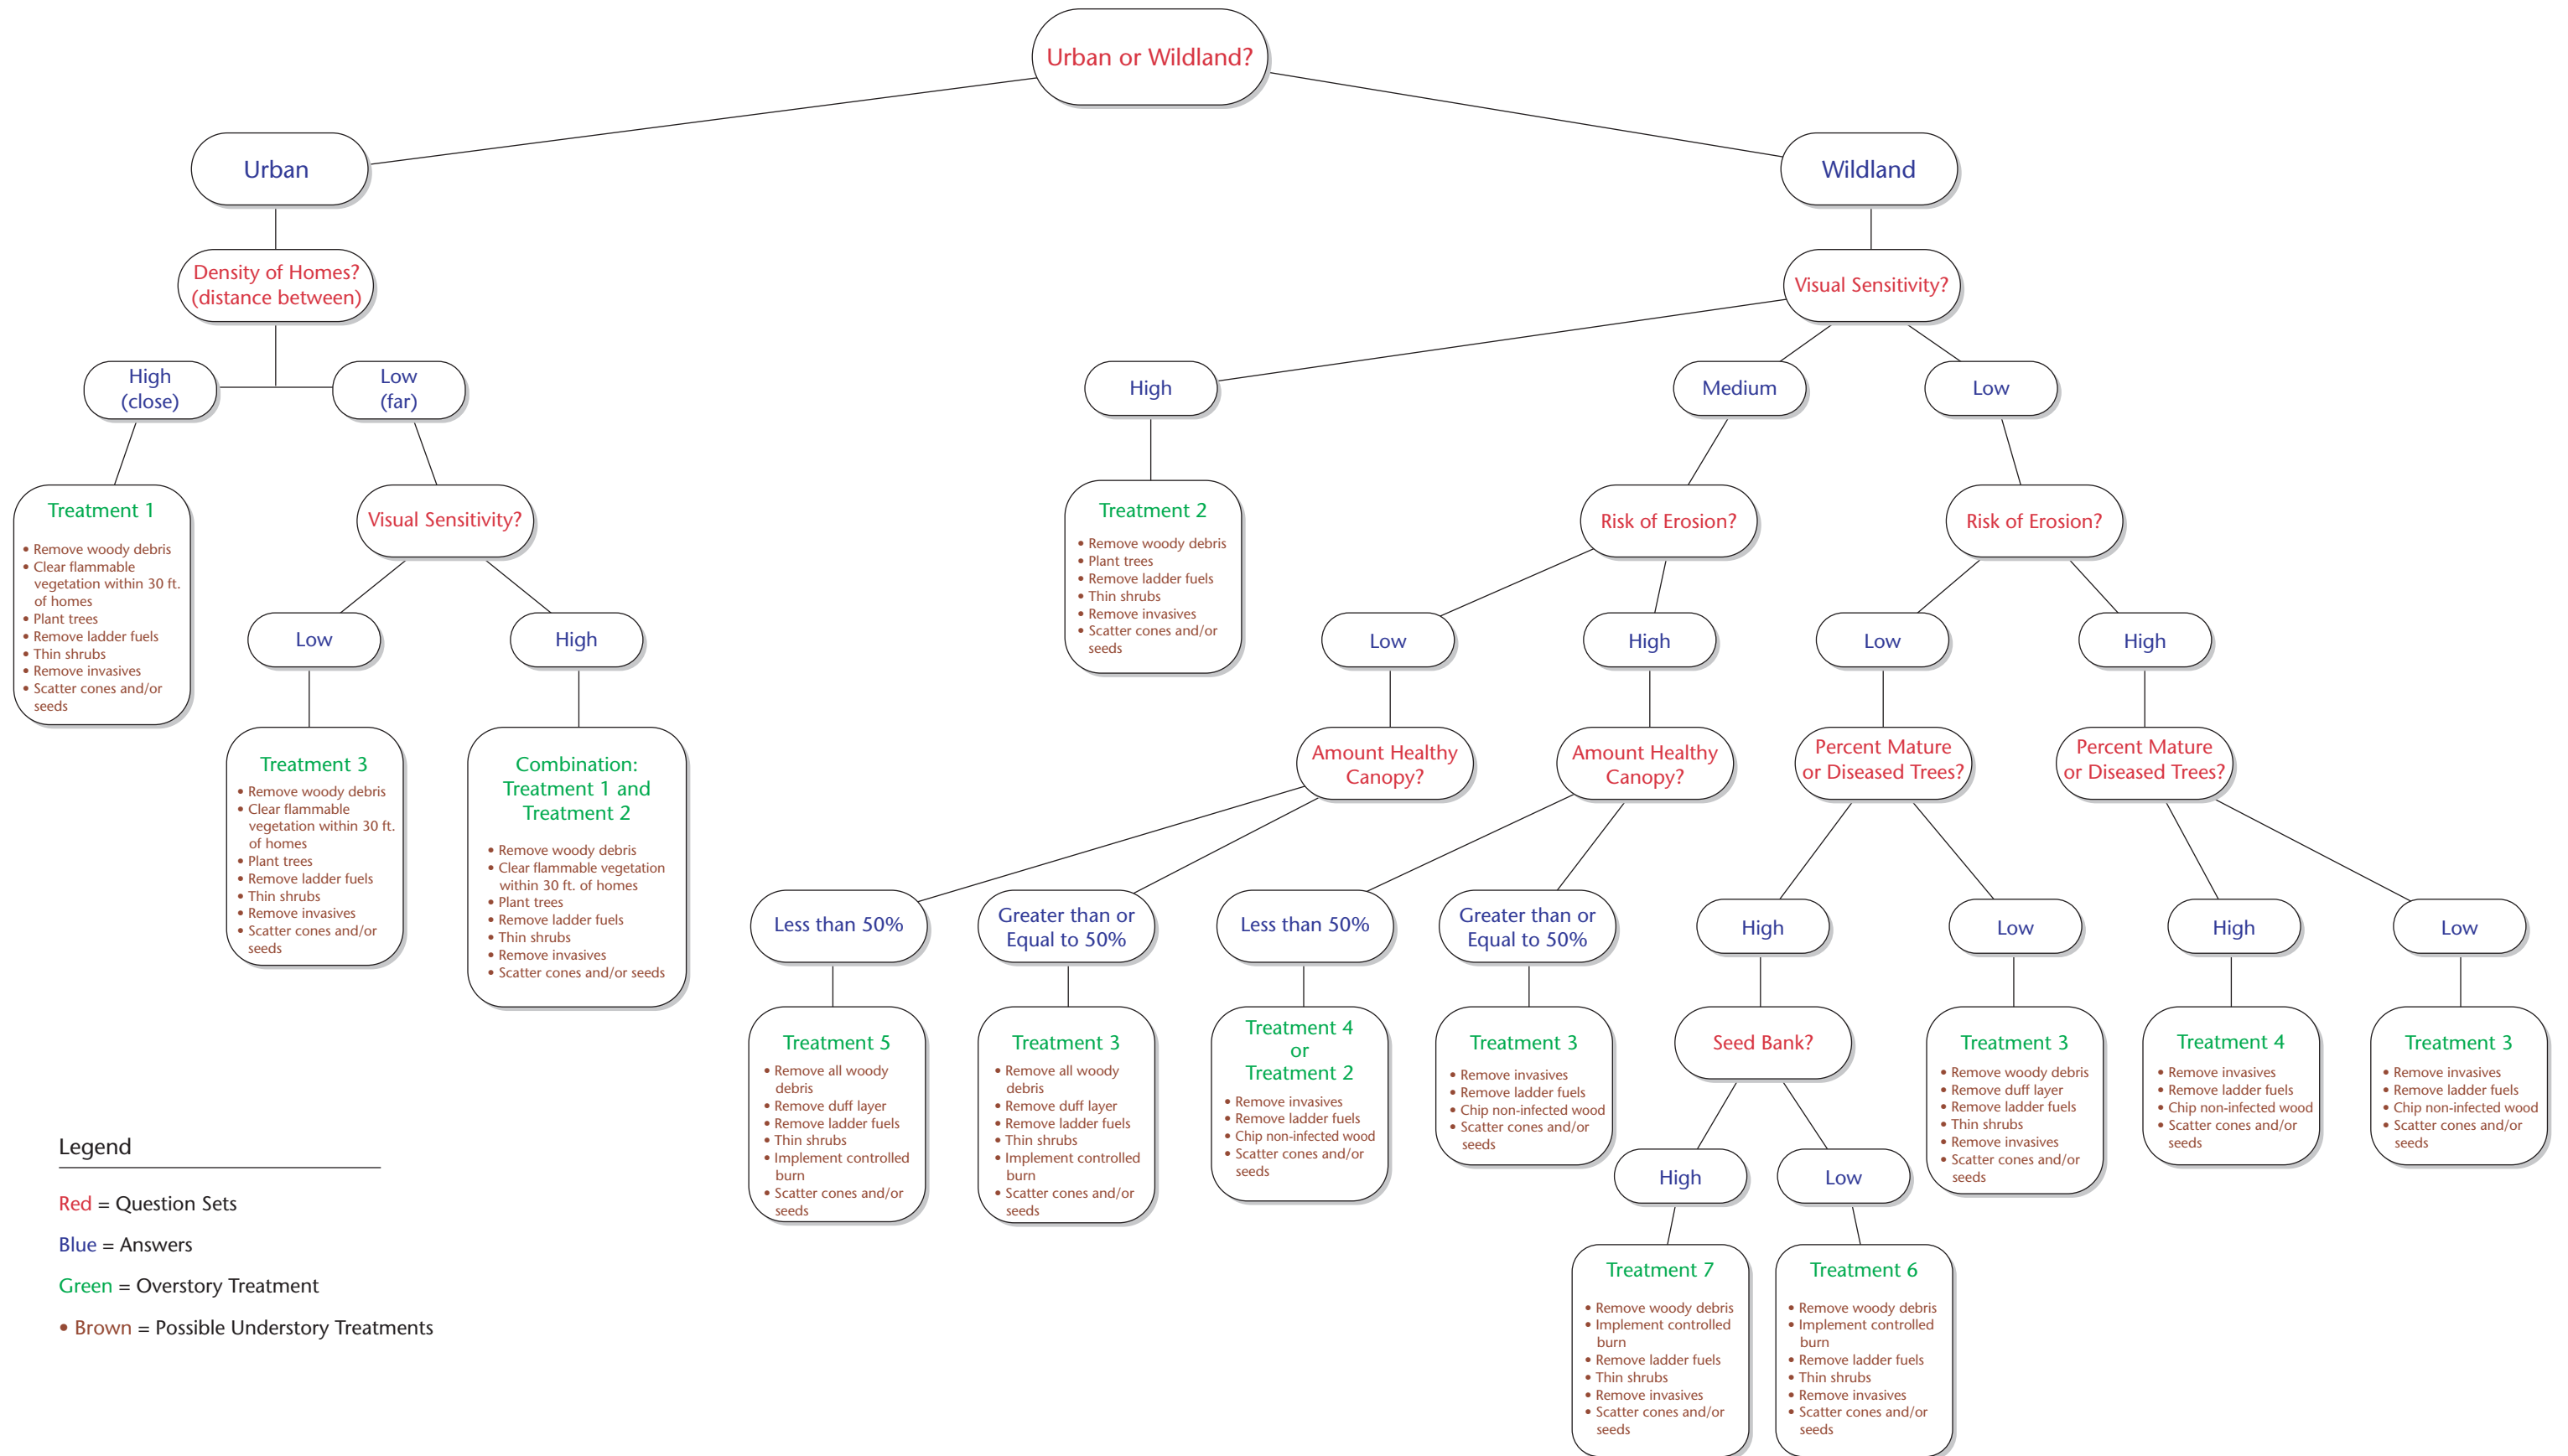 Urban or Wildland?
Urban
Wildland
Density of Homes?
(distance between)
Visual Sensitivity?
High
(close)
Low
(far)
High
Medium
Low
Treatment 1
• Remove woody debris
• Clear flammable
vegetation within 30 ft.
of homes
• Plant trees
• Remove ladder fuels
• Thin shrubs
• Remove invasives
• Scatter cones and/or
seeds
Visual Sensitivity?
Treatment 2
• Remove woody debris
• Plant trees
• Remove ladder fuels
• Thin shrubs
• Remove invasives
• Scatter cones and/or
seeds
Risk of Erosion?
Risk of Erosion?
Low
High
Low
High
Low
High
Treatment 3
• Remove woody debris
• Clear flammable
vegetation within 30 ft.
of homes
• Plant trees
• Remove ladder fuels
• Thin shrubs
• Remove invasives
• Scatter cones and/or
seeds
Combination:
Treatment 1 and
Treatment 2
• Remove woody debris
• Clear flammable vegetation
within 30 ft. of homes
• Plant trees
• Remove ladder fuels
• Thin shrubs
• Remove invasives
• Scatter cones and/or seeds
Amount Healthy
Canopy?
Amount Healthy
Canopy?
Percent Mature
or Diseased Trees?
Percent Mature
or Diseased Trees?
Less than 50%
Greater than or
Equal to 50%
Less than 50%
Greater than or
Equal to 50%
High
Low
High
Low
Treatment 5
• Remove all woody
debris
• Remove duff layer
• Remove ladder fuels
• Thin shrubs
• Implement controlled
burn
• Scatter cones and/or
seeds
Treatment 3
• Remove all woody
debris
• Remove duff layer
• Remove ladder fuels
• Thin shrubs
• Implement controlled
burn
• Scatter cones and/or
seeds
Treatment 4
or
Treatment 2
• Remove invasives
• Remove ladder fuels
• Chip non-infected wood
• Scatter cones and/or
seeds
Treatment 3
• Remove invasives
• Remove ladder fuels
• Chip non-infected wood
• Scatter cones and/or
seeds
Seed Bank?
Treatment 3
• Remove woody debris
• Remove duff layer
• Remove ladder fuels
• Thin shrubs
• Remove invasives
• Scatter cones and/or
seeds
Treatment 4
• Remove invasives
• Remove ladder fuels
• Chip non-infected wood
• Scatter cones and/or
seeds
Treatment 3
• Remove invasives
• Remove ladder fuels
• Chip non-infected wood
• Scatter cones and/or
seeds
High
Low
Treatment 7
• Remove woody debris
• Implement controlled
burn
• Remove ladder fuels
• Thin shrubs
• Remove invasives
• Scatter cones and/or
seeds
Treatment 6
• Remove woody debris
• Implement controlled
burn
• Remove ladder fuels
• Thin shrubs
• Remove invasives
• Scatter cones and/or
seeds
Legend
Red = Question Sets
Blue = Answers
Green = Overstory Treatment
• Brown = Possible Understory Treatments